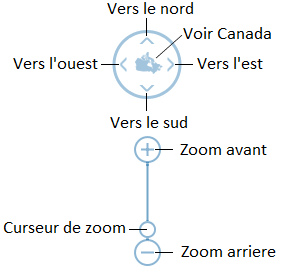 Vers le nord
Voir Canada
Vers l'ouest
Vers l'est
Vers le sud
Zoom avant
Curseur de zoom
Zoom arriere